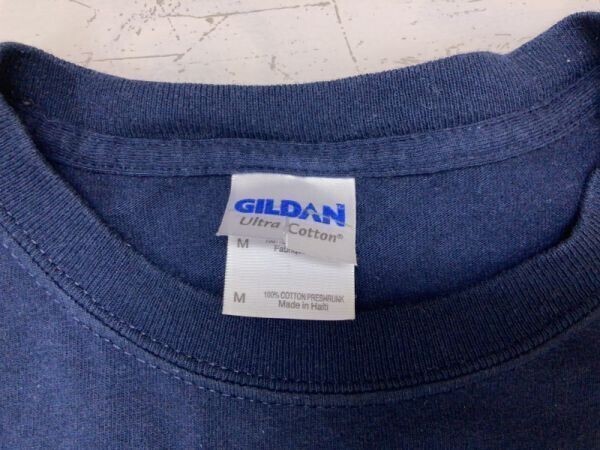 GILDAN
Ultra Cotton®
M
M 100% COTTON PRESHRUNK
Made in Haiti